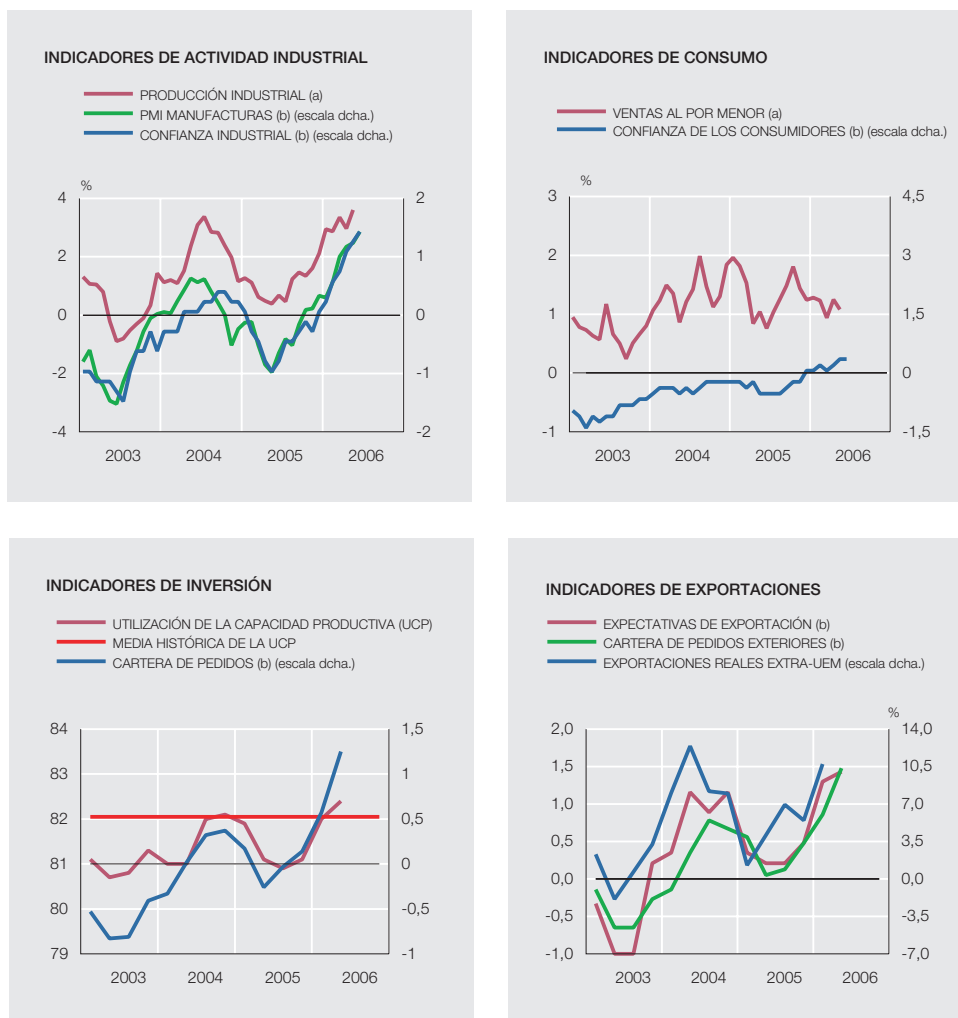 INDICADORES DE ACTIVIDAD INDUSTRIAL
PRODUCCIÓN INDUSTRIAL (a)
PMI MANUFACTURAS (b) (escala dcha.)
CONFIANZA INDUSTRIAL (b) (escala dcha.)
%
4 2
2 1
0 0
-2 -1
-4 -2
2003 2004 2005 2006
INDICADORES DE CONSUMO
VENTAS AL POR MENOR (a)
CONFIANZA DE LOS CONSUMIDORES (b) (escala dcha.)
%
3 4,5
2 3
1 1,5
0 0
-1 -1,5
2003 2004 2005 2006
INDICADORES DE INVERSIÓN
UTILIZACIÓN DE LA CAPACIDAD PRODUCTIVA (UCP)
MEDIA HISTÓRICA DE LA UCP
CARTERA DE PEDIDOS (b) (escala dcha.)
84 1,5
83 1
82 0,5
81 0
80 -0,5
79 -1
2003 2004 2005 2006
INDICADORES DE EXPORTACIONES
EXPECTATIVAS DE EXPORTACIÓN (b)
CARTERA DE PEDIDOS EXTERIORES (b)
EXPORTACIONES REALES EXTRA-UEM (escala dcha.)
%
2,0 14,0
1,5 10,5
1,0 7,0
0,5 3,5
0,0 0,0
-0,5 -3,5
-1,0 -7,0
2003 2004 2005 2006